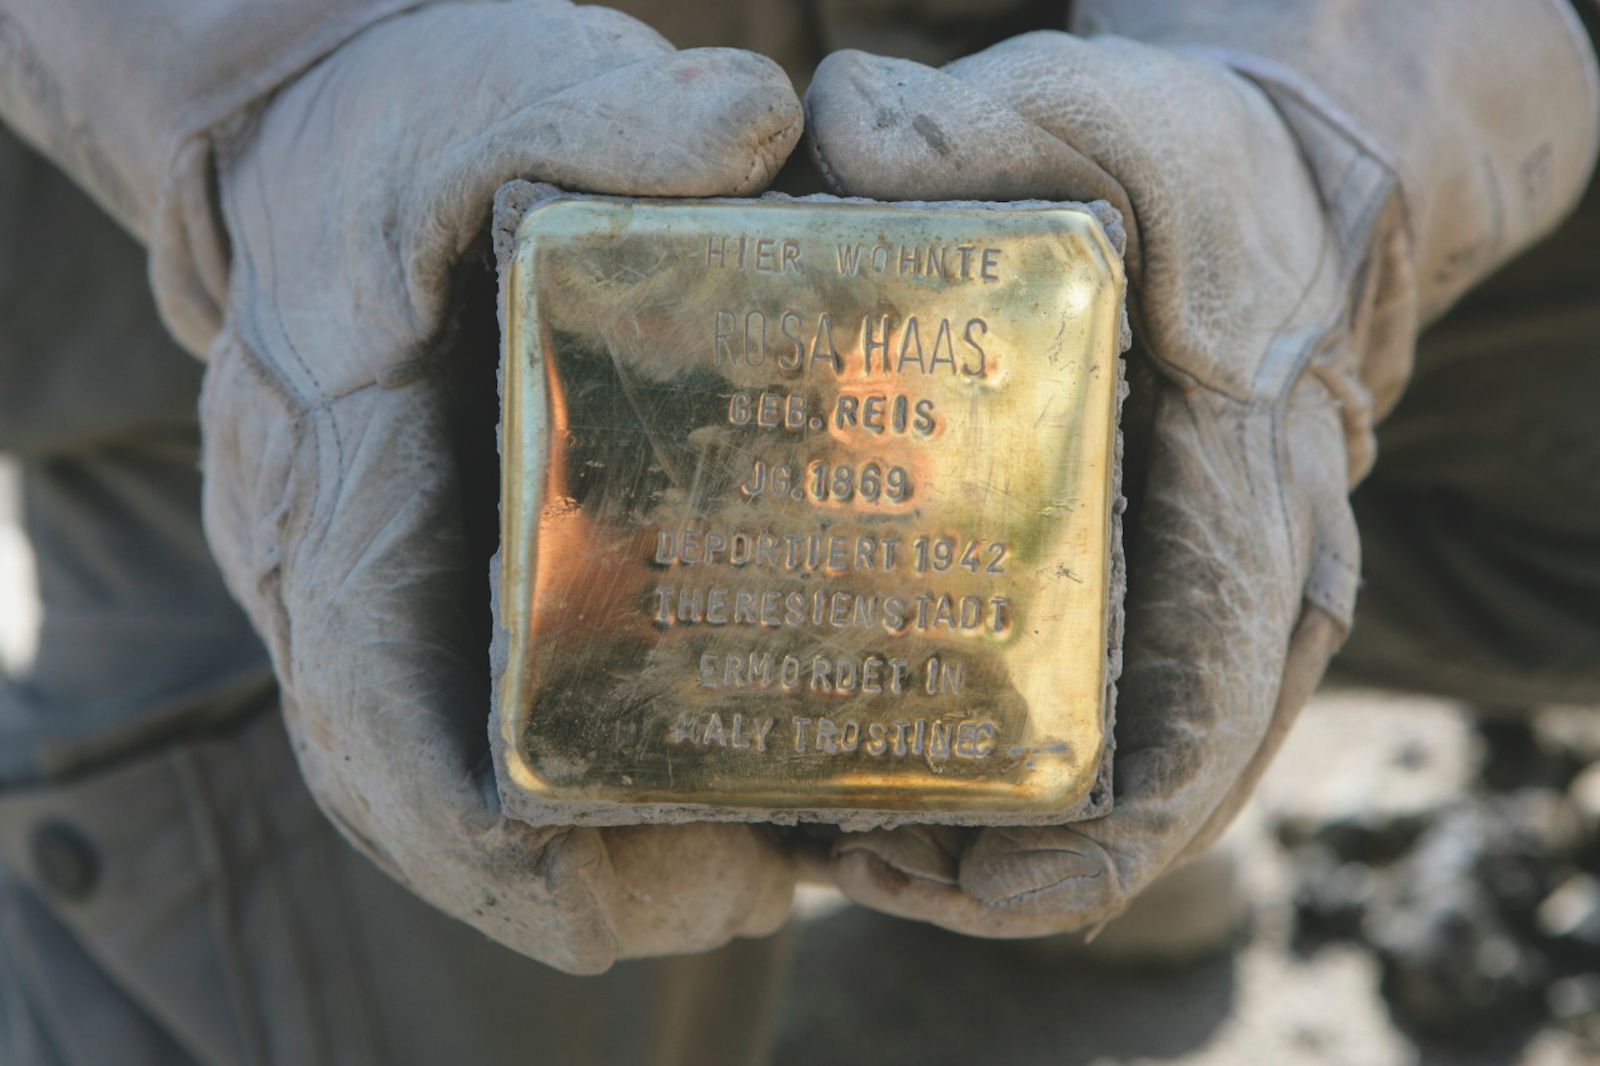 HIER WOHNTE
ROSA HAAS
GEB. REIS
JG. 1869
DEPORTIERT 1942
THERESIENSTADT
ERMORDET IN
MALY TROSTINEC